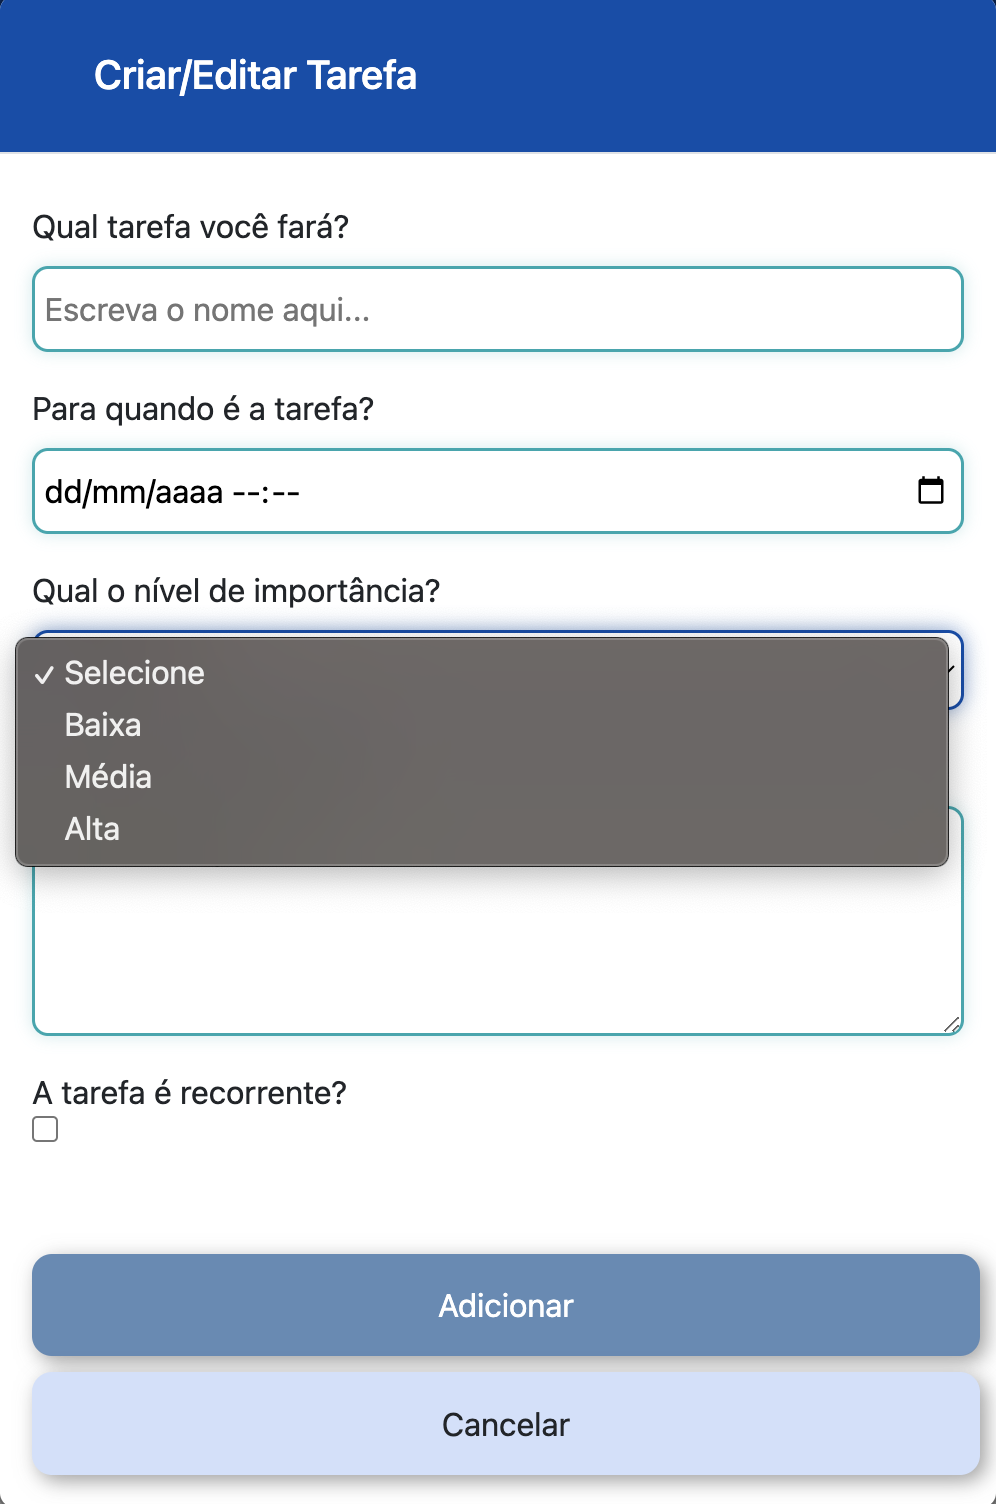 Criar/Editar Tarefa
Qual tarefa você fará?
Escreva o nome aqui...
Para quando é a tarefa?
dd/mm/aaaa --:--
Qual o nível de importância?
Selecione
Baixa
Média
Alta
A tarefa é recorrente?
Adicionar
Cancelar